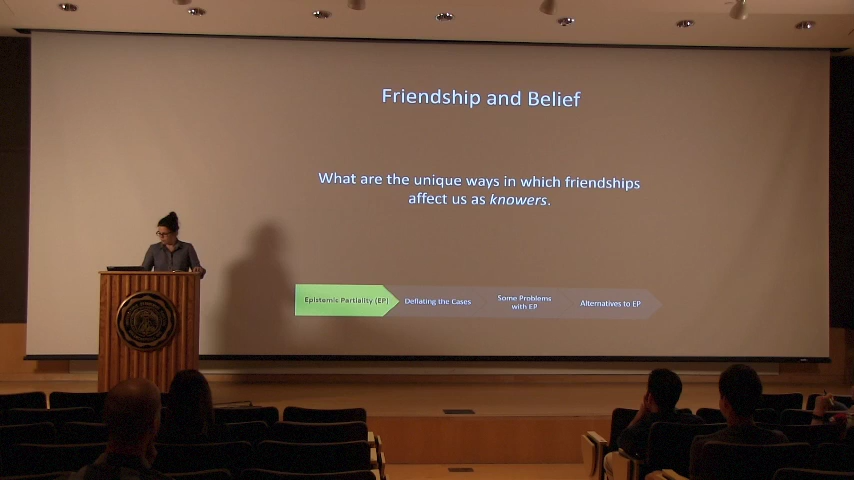 Friendship and Belief
What are the unique ways in which friendships
affect us as knowers.
Epistemic Partiality (EP)
Deflating the Cases
Some Problems
with EP
Alternatives to EP